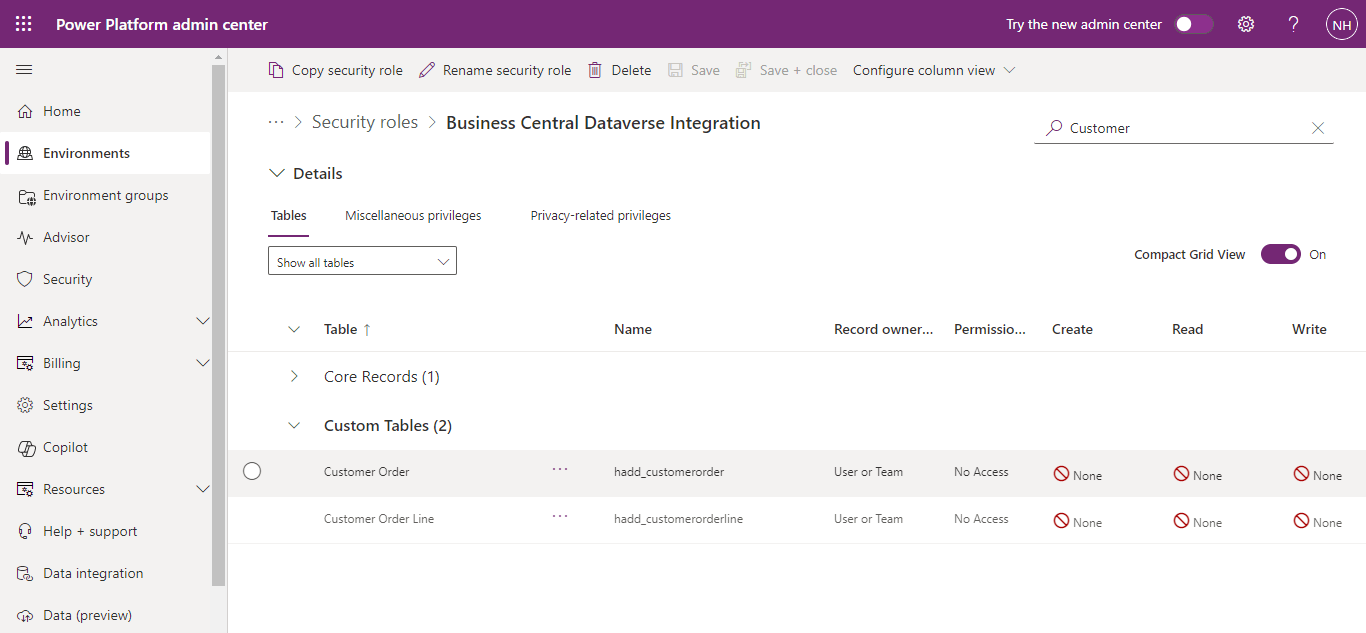 Power Platform admin center
Try the new admin center
?
NH
Copy security role
Rename security role
Delete
Save
Save + close
Configure column view
Home
Environments
Environment groups
Advisor
Security
Analytics
Billing
Settings
Copilot
Resources
Help + support
Data integration
Data (preview)
··· > Security roles > Business Central Dataverse Integration
Customer
Details
Tables
Miscellaneous privileges
Privacy-related privileges
Show all tables
Compact Grid View
On
Table ↑ Name Record owner... Permissio... Create Read Write
Core Records (1)
Custom Tables (2)
Customer Order ··· hadd_customerorder User or Team No Access None None None
Customer Order Line ··· hadd_customerorderline User or Team No Access None None None